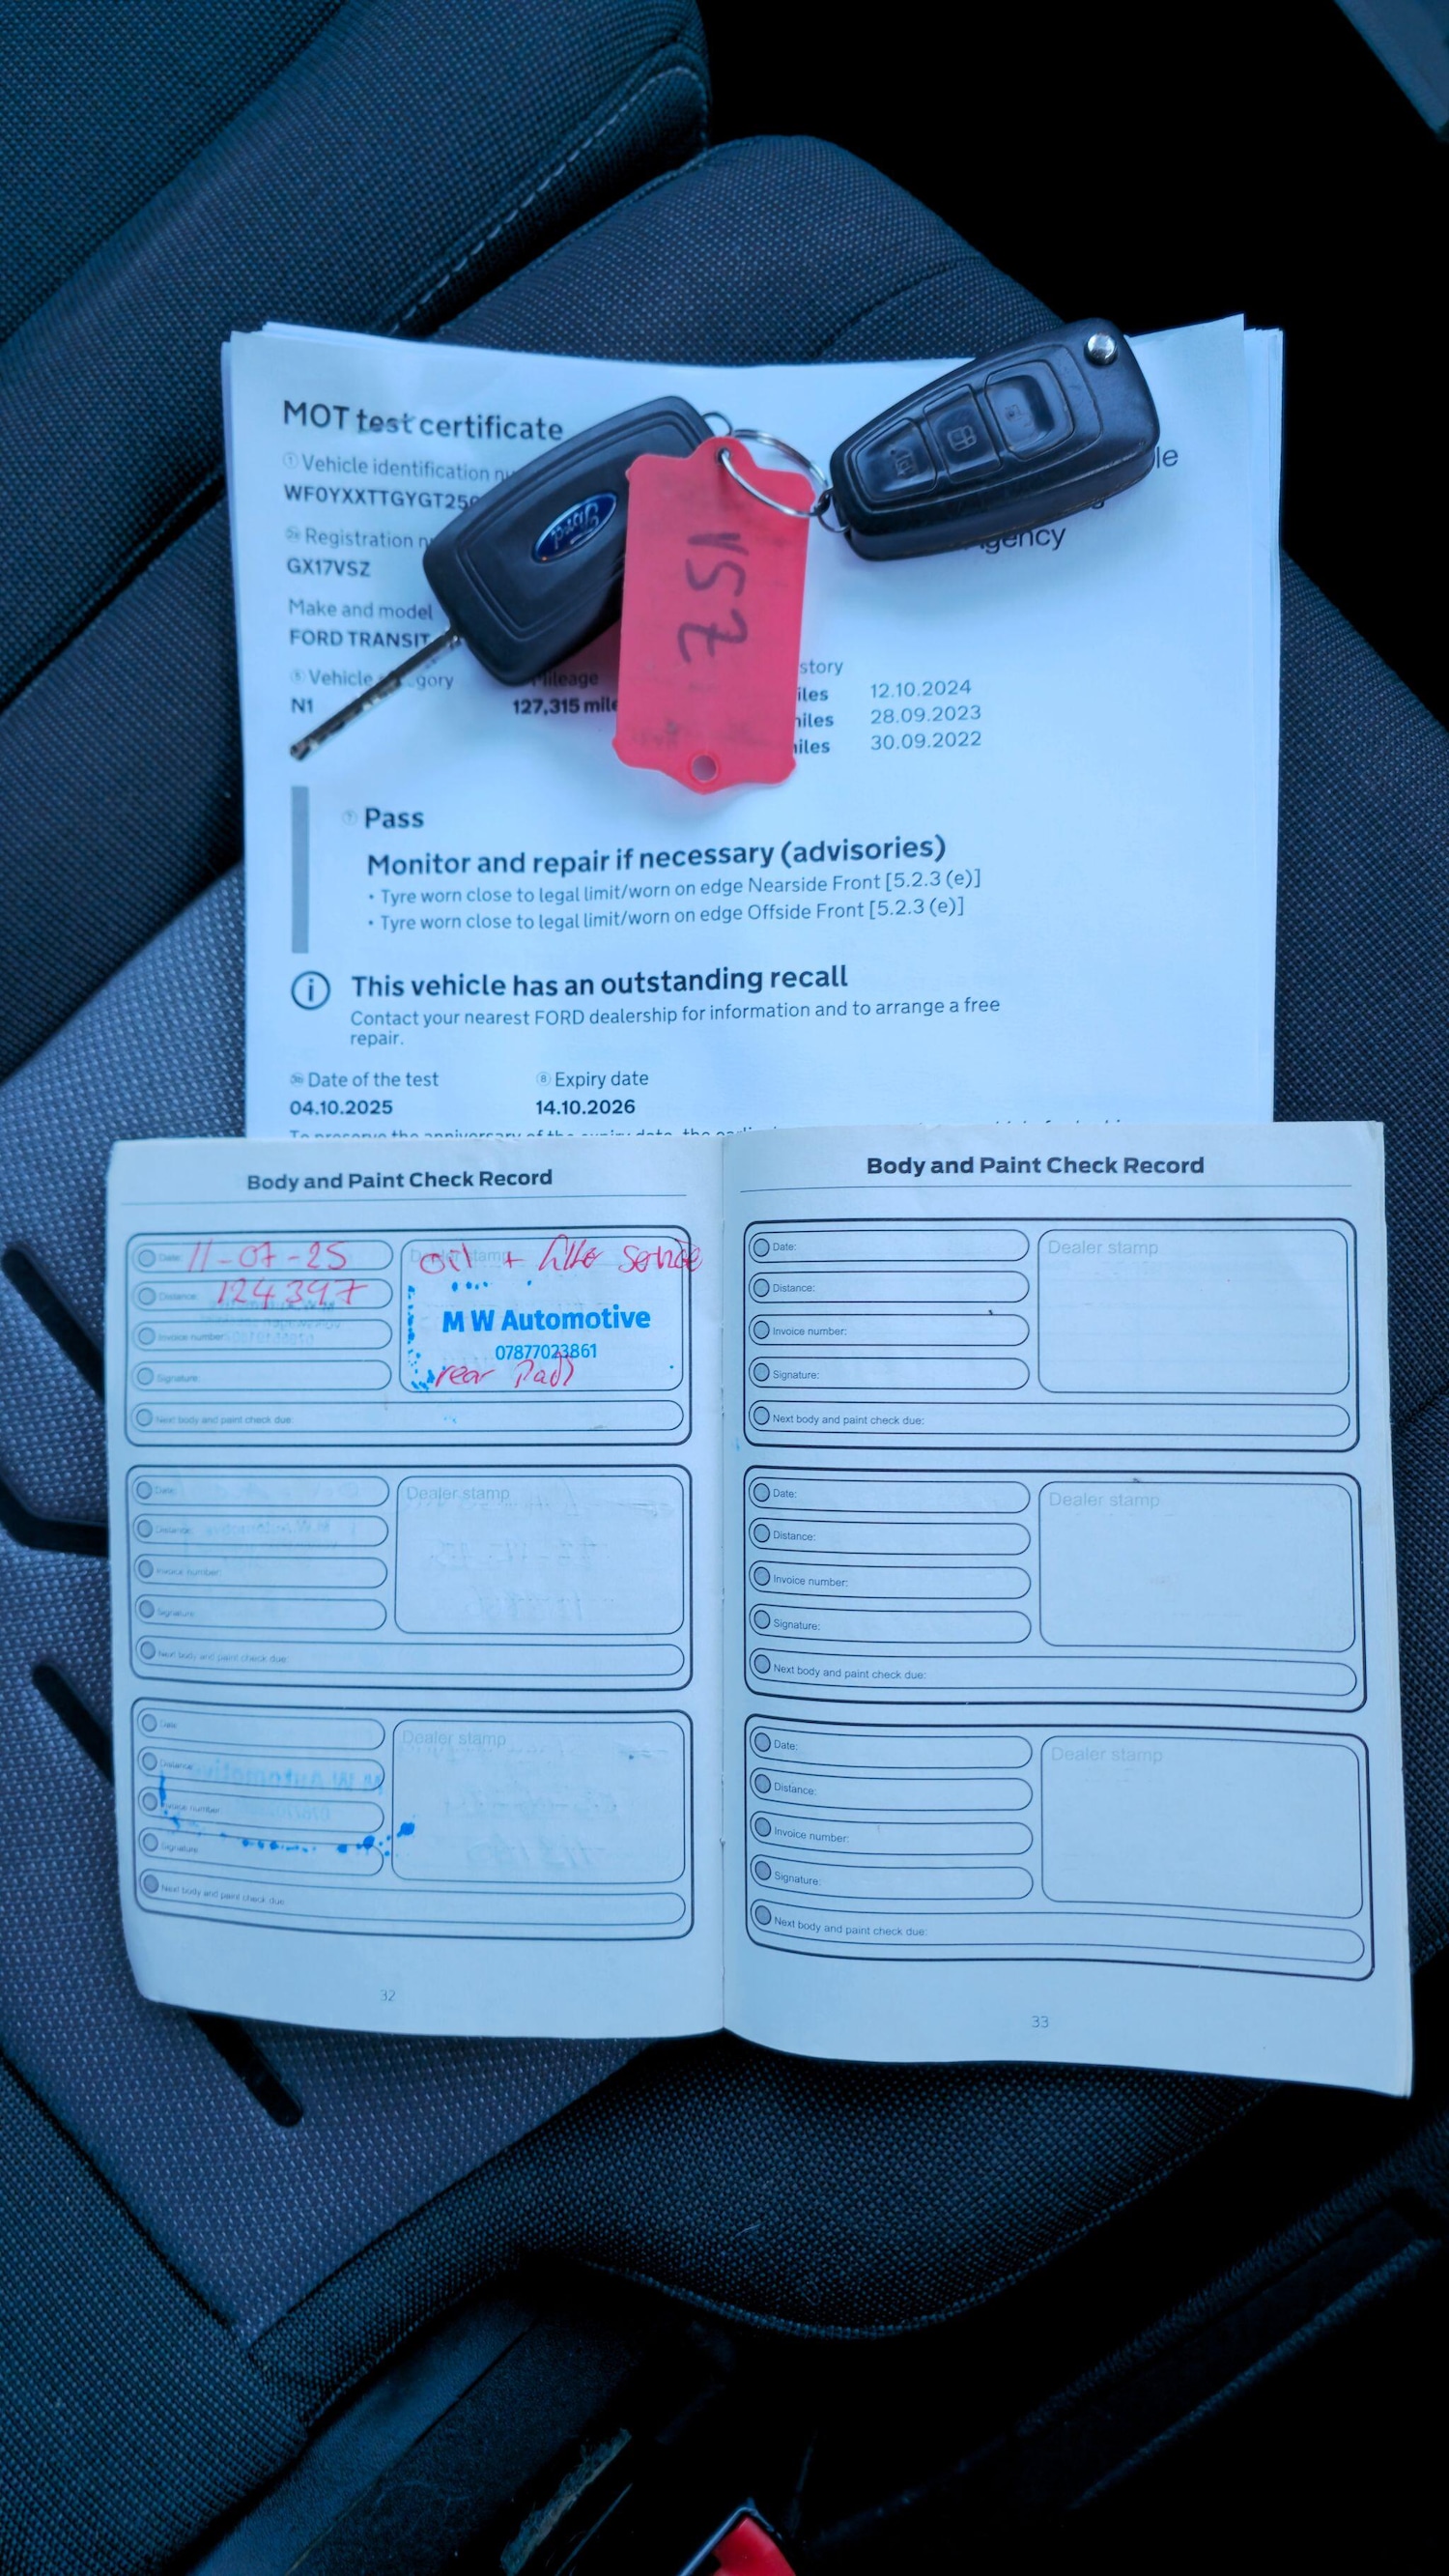 MOT test certificate
Vehicle identification
WF0YXXTTGYGT25
Registration
GX17VSZ
Make and model
FORD TRANSIT
Vehicle
N1
Mileage
127,315
12.10.2024
28.09.2023
30.09.2022
Ford
VSZ
Pass
Monitor and repair if necessary (advisories)
• Tyre worn close to legal limit/worn on edge Nearside Front [5.2.3 (e)]
• Tyre worn close to legal limit/worn on edge Offside Front [5.2.3 (e)]
This vehicle has an outstanding recall
Contact your nearest FORD dealership for information and to arrange a free
repair.
Date of the test
04.10.2025
Expiry date
14.10.2026
Body and Paint Check Record
Date: 11-07-25
Distance: 124397
Invoice number:
Signature:
Dealer stamp
oil + filter service
M W Automotive
07877023861
rear Pads
Next body and paint check due:
Date:
Distance:
Invoice number:
Signature:
Dealer stamp
Next body and paint check due:
Date:
Distance:
Invoice number:
Signature:
Dealer stamp
Next body and paint check due:
32
Body and Paint Check Record
Date:
Distance:
Invoice number:
Signature:
Dealer stamp
Next body and paint check due:
Date:
Distance:
Invoice number:
Signature:
Dealer stamp
Next body and paint check due:
Date:
Distance:
Invoice number:
Signature:
Dealer stamp
Next body and paint check due:
33